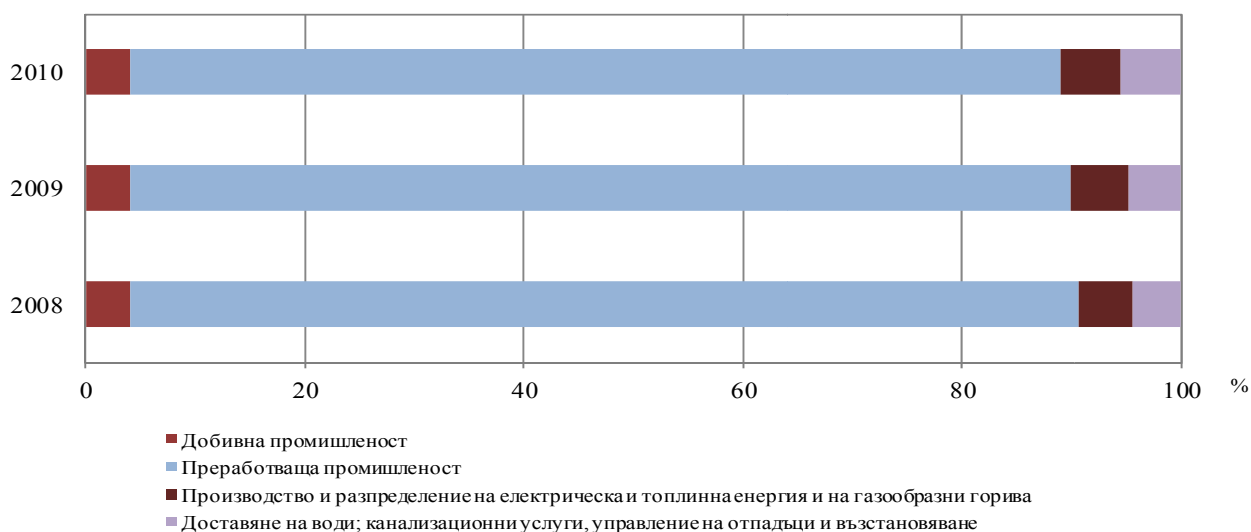 2010
2009
2008
0 20 40 60 80 100 %
Добивна промишленост
Преработваща промишленост
Производство и разпределение на електрическа и топлинна енергия и на газообразни горива
Доставяне на води; канализационни услуги, управление на отпадъци и възстановяване